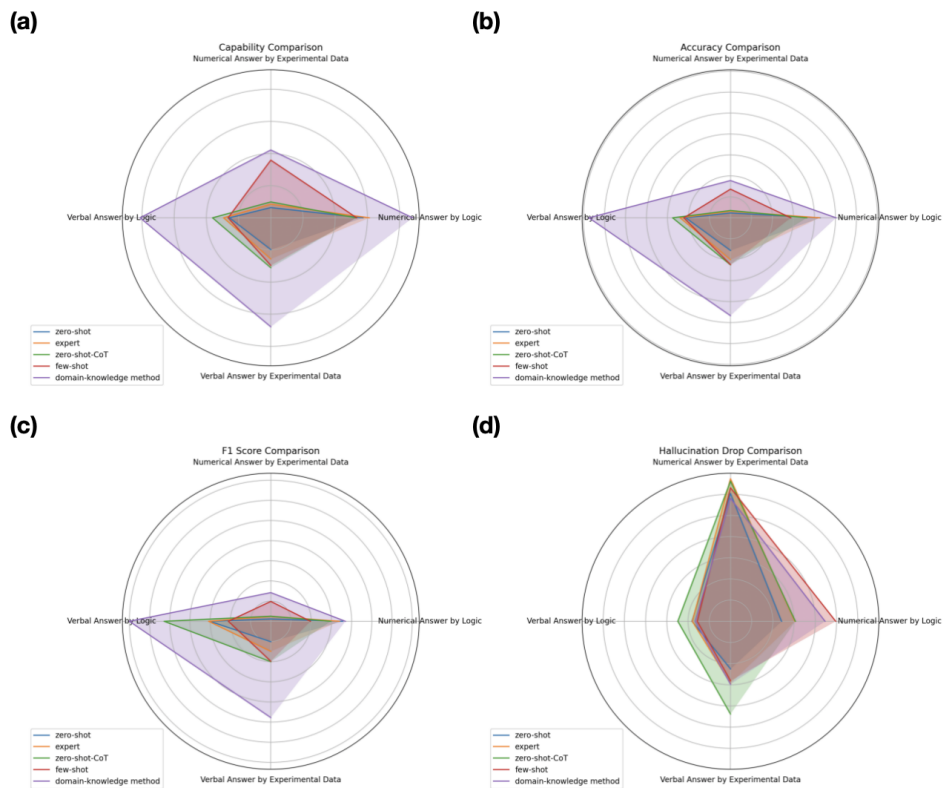 (a)
Capability Comparison
Numerical Answer by Experimental Data
Verbal Answer by Logic
Numerical Answer by Logic
zero-shot
expert
zero-shot-CoT
few-shot
domain-knowledge method
Verbal Answer by Experimental Data
(b)
Accuracy Comparison
Numerical Answer by Experimental Data
Verbal Answer by Logic
Numerical Answer by Logic
zero-shot
expert
zero-shot-CoT
few-shot
domain-knowledge method
Verbal Answer by Experimental Data
(c)
F1 Score Comparison
Numerical Answer by Experimental Data
Verbal Answer by Logic
Numerical Answer by Logic
zero-shot
expert
zero-shot-CoT
few-shot
domain-knowledge method
Verbal Answer by Experimental Data
(d)
Hallucination Drop Comparison
Numerical Answer by Experimental Data
Verbal Answer by Logic
Numerical Answer by Logic
zero-shot
expert
zero-shot-CoT
few-shot
domain-knowledge method
Verbal Answer by Experimental Data